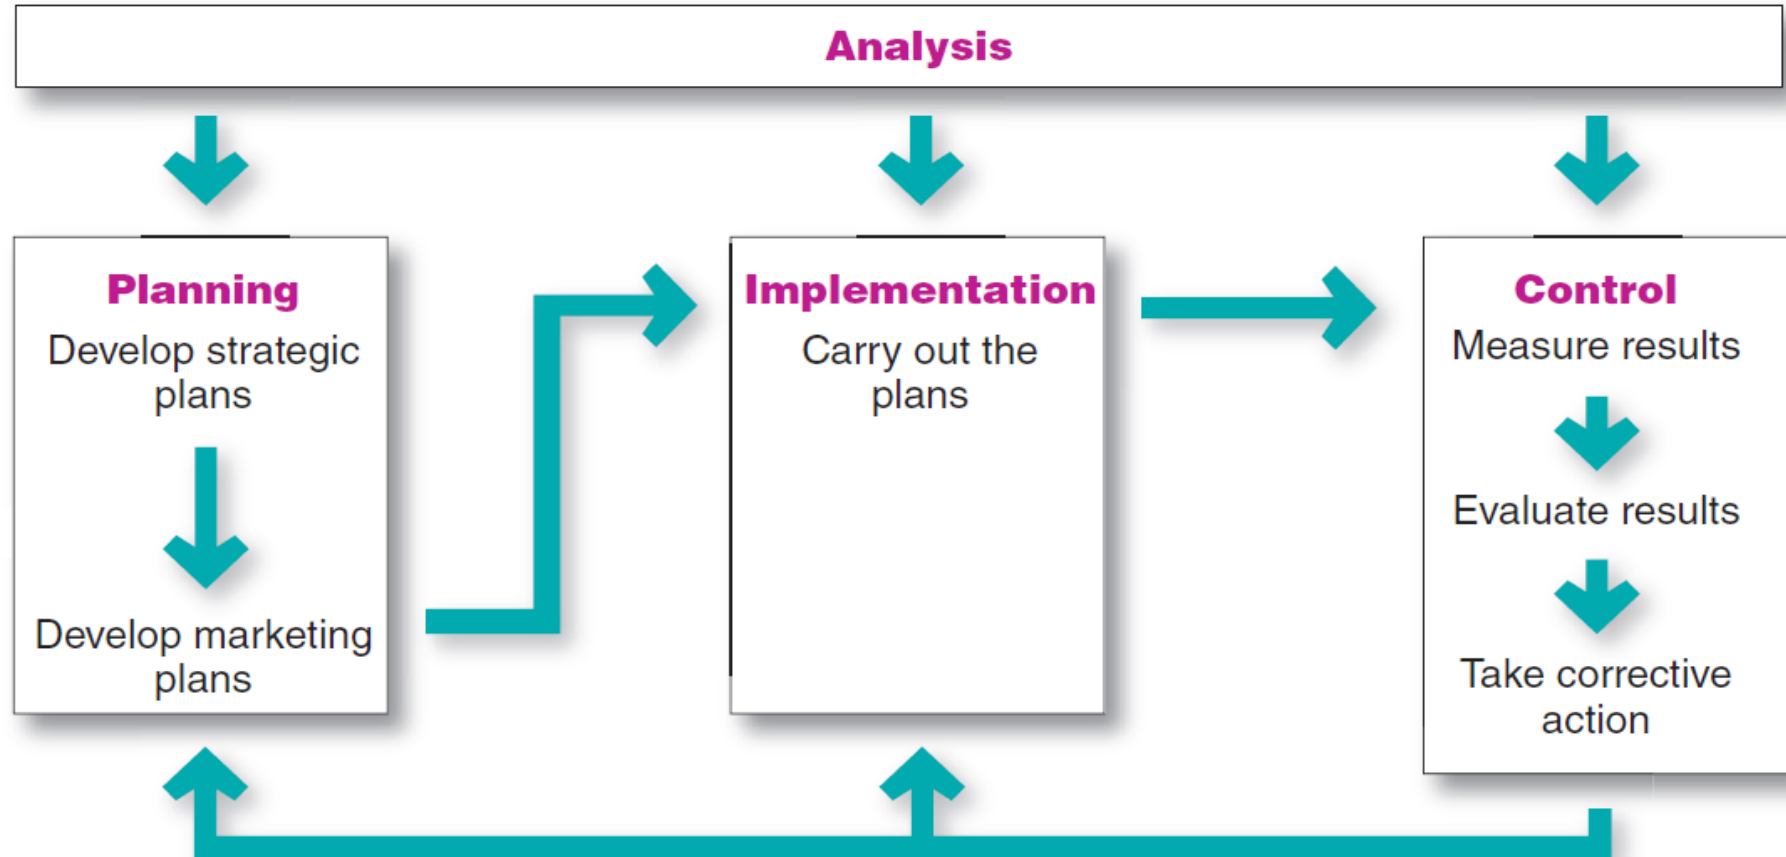 Analysis
Planning
Develop strategic
plans
Develop marketing
plans
Implementation
Carry out the
plans
Control
Measure results
Evaluate results
Take corrective
action